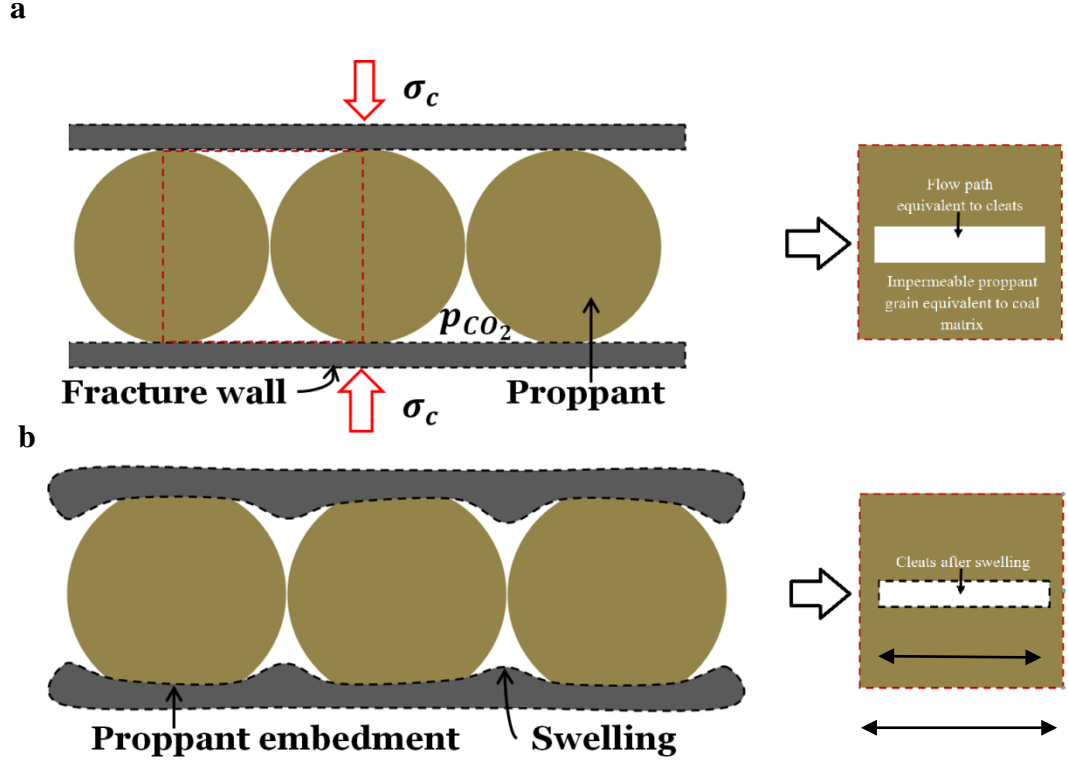 a
σc
Flow path
equivalent to cleats
Impermeable proppant
grain equivalent to coal
matrix
pCO2
Fracture wall
Proppant
σc
b
Cleats after swelling
Proppant embedment
Swelling